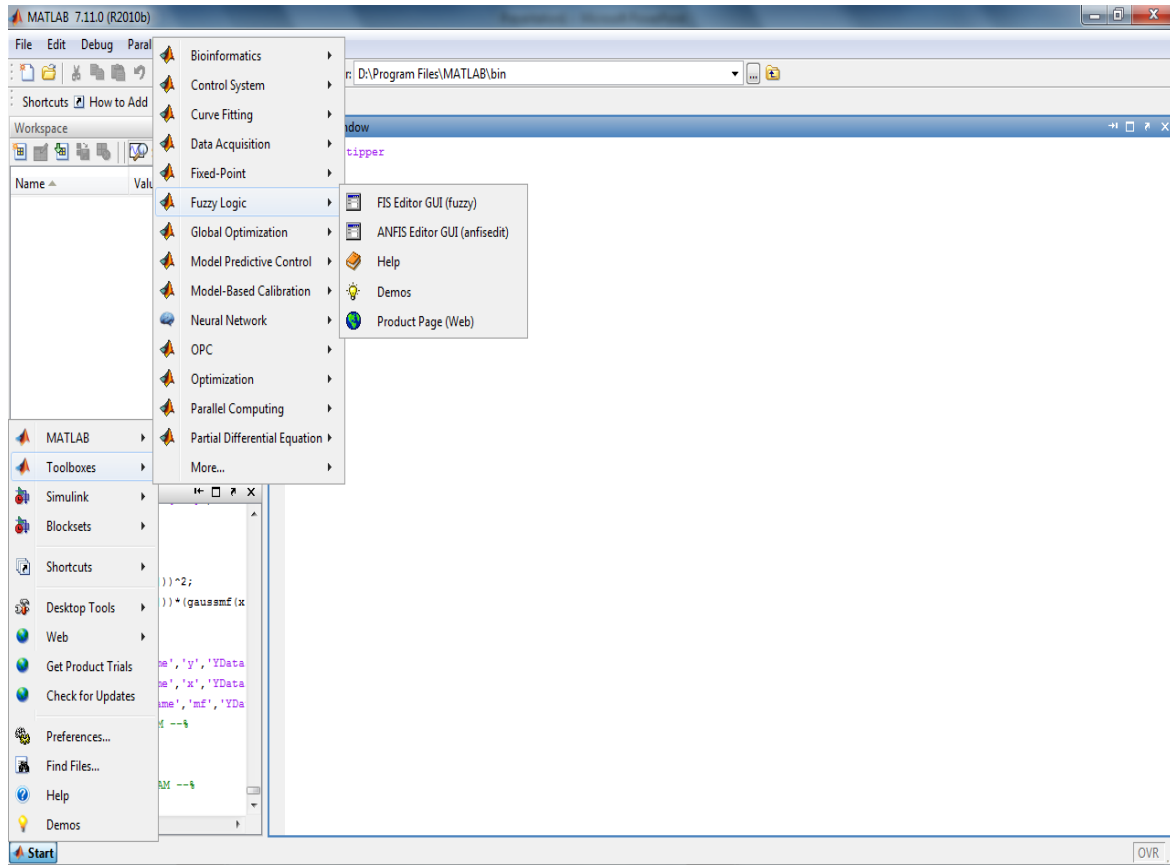 MATLAB 7.11.0 (R2010b)
File Edit Debug Paral
r: D:\Program Files\MATLAB\bin
Shortcuts How to Add
Workspace
ndow
tipper
Name Valu
Bioinformatics
Control System
Curve Fitting
Data Acquisition
Fixed-Point
Fuzzy Logic
Global Optimization
Model Predictive Control
Model-Based Calibration
Neural Network
OPC
Optimization
Parallel Computing
Partial Differential Equation
More...
FIS Editor GUI (fuzzy)
ANFIS Editor GUI (anfisedit)
Help
Demos
Product Page (Web)
MATLAB
Toolboxes
Simulink
Blocksets
Shortcuts
Desktop Tools
Web
Get Product Trials
Check for Updates
Preferences...
Find Files...
Help
Demos
))^2;
))*(gaussmf(x
me','y','YData
me','x','YData
ame','mf','YDa
M --%
AM --%
Start
OVR